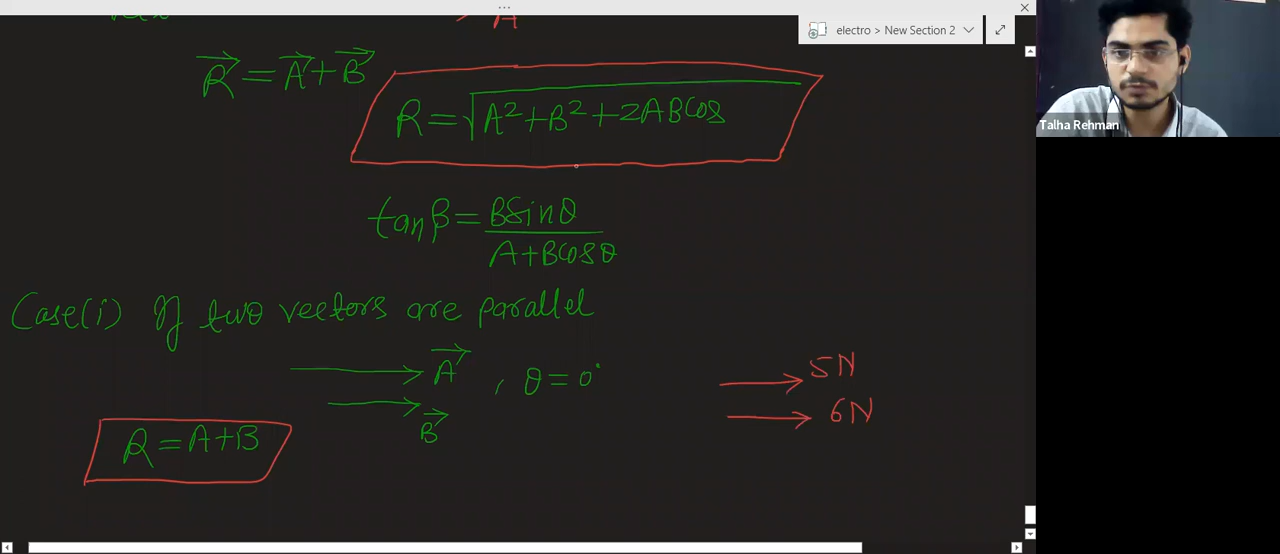 A
electro > New Section 2
R⃗ = A⃗ + B⃗
R = √A² + B² + 2ABCos
Talha Rehman
tanβ = BSinθ / A + BCosθ
Case(i) If two vectors are parallel
A⃗ , θ = 0°
B⃗
5N
6N
R = A + B